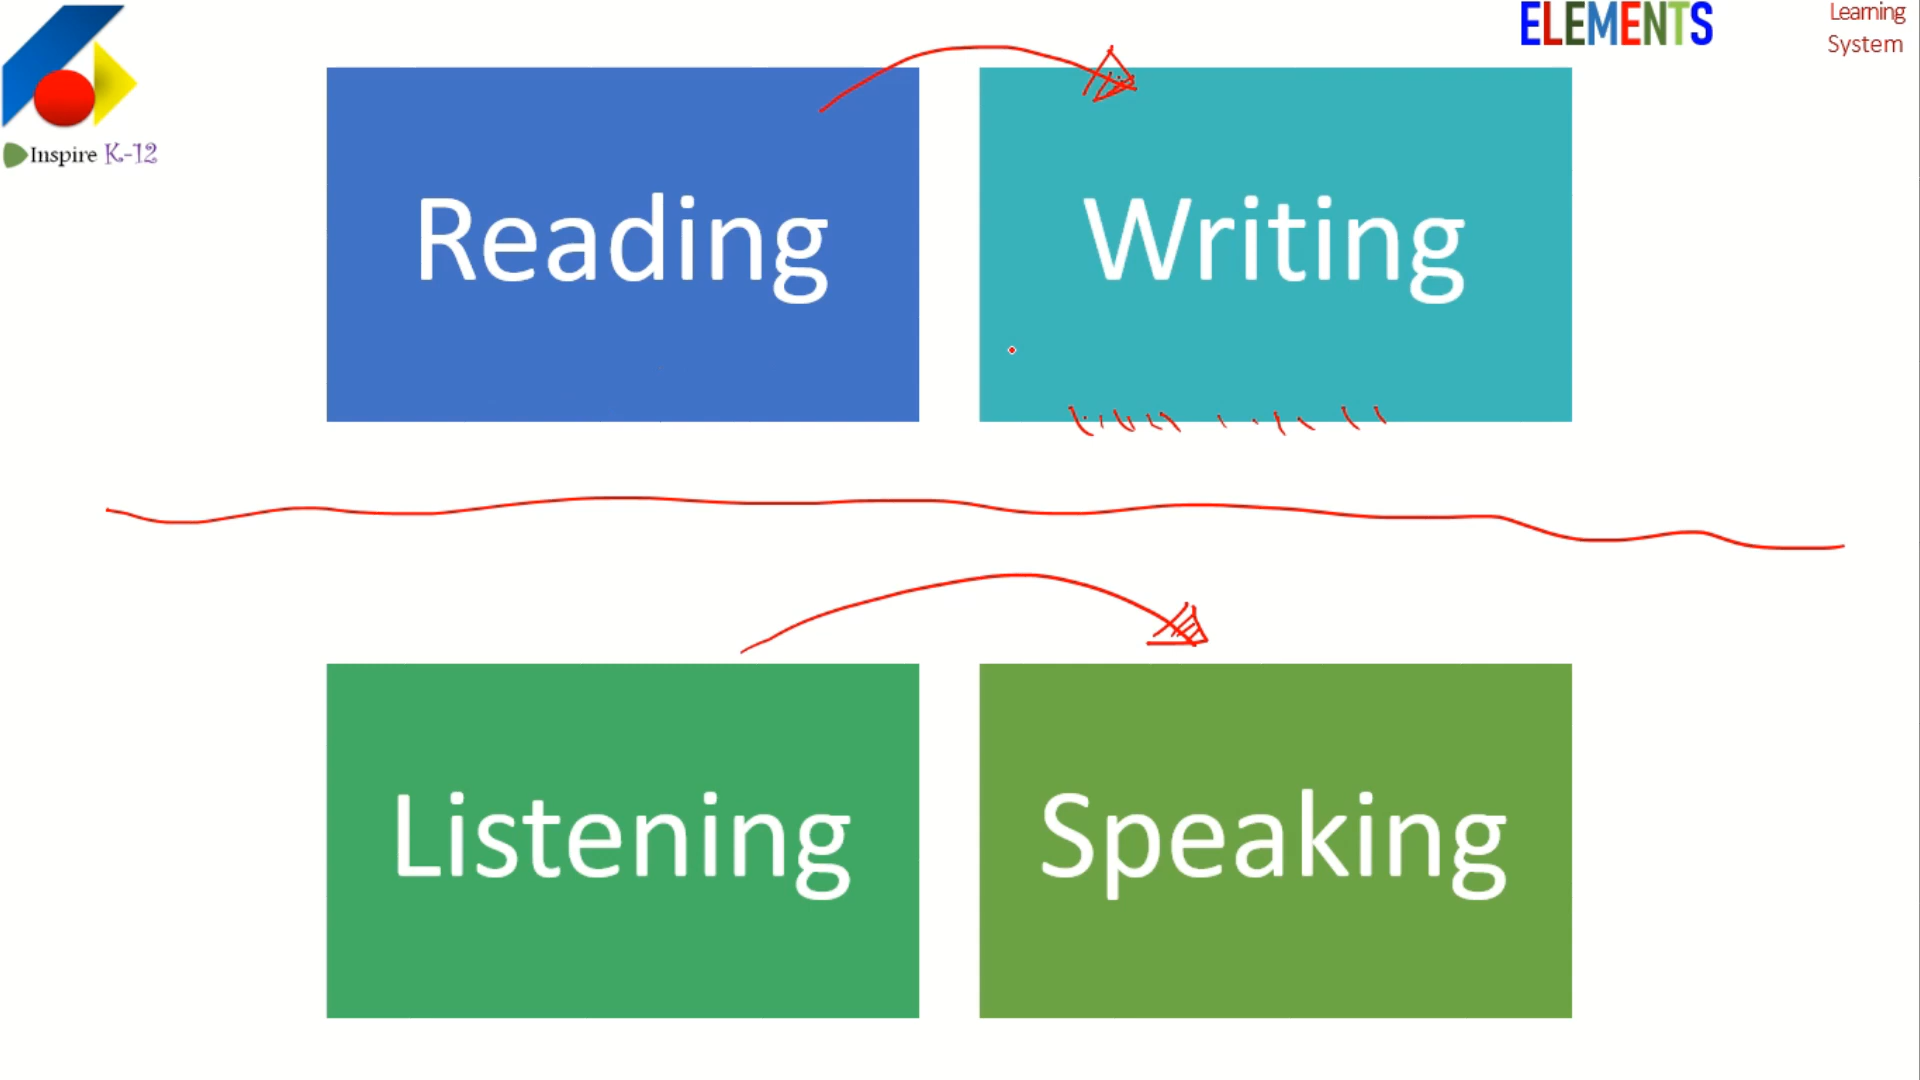 ELEMENTS
Learning
System
Inspire K-12
Reading
Writing
Listening
Speaking